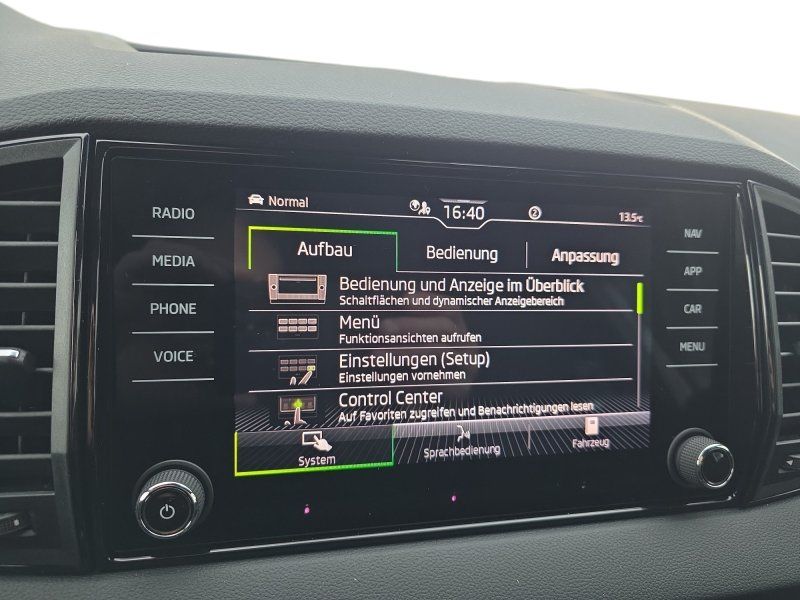 RADIO
MEDIA
PHONE
VOICE
Normal
16:40
2
13.5°C
Aufbau
Bedienung
Anpassung
Bedienung und Anzeige im Überblick
Schaltflächen und dynamischer Anzeigebereich
Menü
Funktionsansichten aufrufen
Einstellungen (Setup)
Einstellungen vornehmen
Control Center
Auf Favoriten zugreifen und Benachrichtigungen lesen
System
Sprachbedienung
Fahrzeug
NAV
APP
CAR
MENU